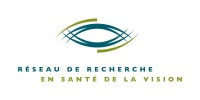 RÉSEAU DE RECHERCHE
EN SANTÉ DE LA VISION